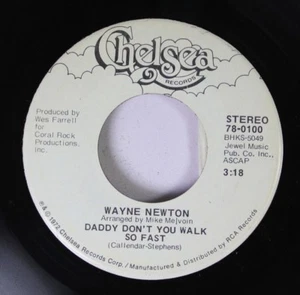 Chelsea
RECORDS
Produced by
Wes Farrell
for
Coral Rock
Productions,
Inc.
STEREO
78-0100
BHKS-5049
Jewel Music
Pub. Co. Inc.,
ASCAP
3:18
WAYNE NEWTON
Arranged by Mike Melvoin
DADDY DON'T YOU WALK
SO FAST
(Callendar-Stephens)
℗&© 1972 Chelsea Records Corp./Manufactured & Distributed by RCA Records